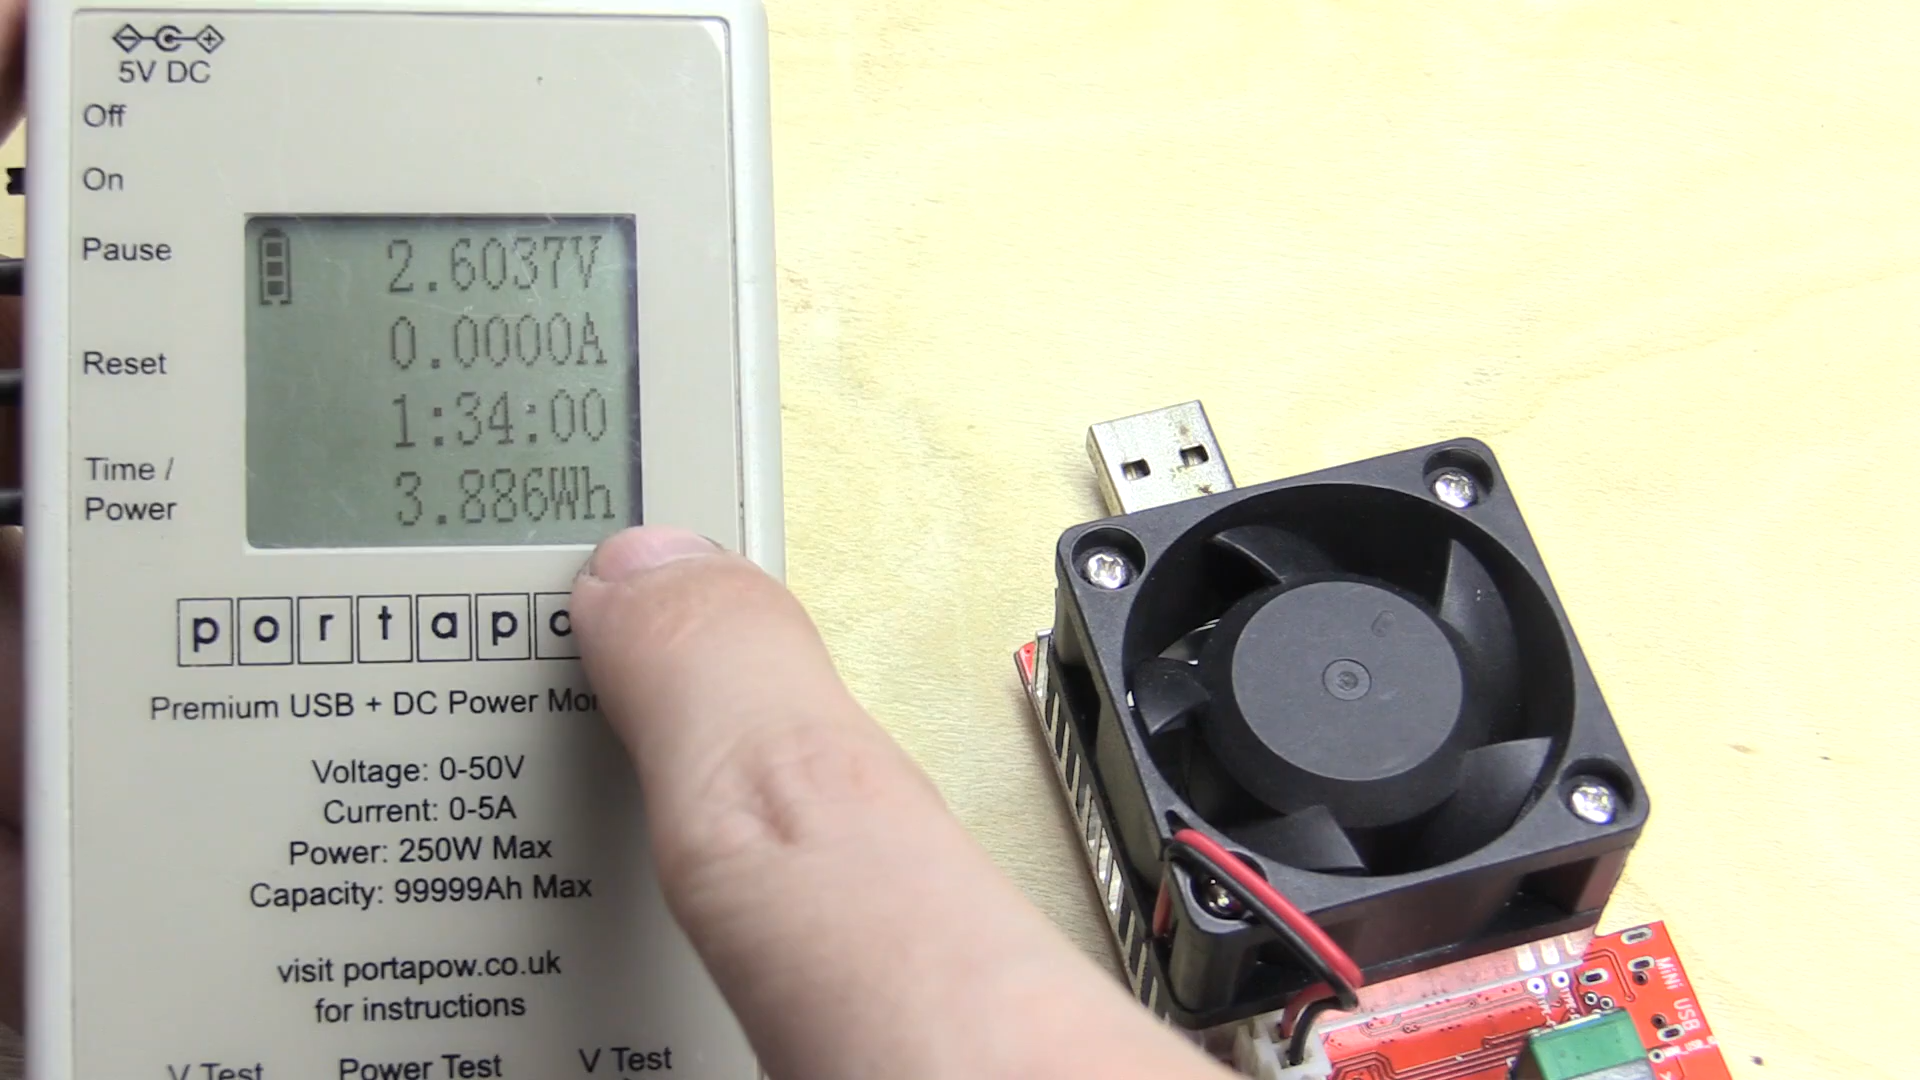 5V DC
Off
On
Pause
Reset
Time /
Power
2.6037V
0.0000A
1:34:00
3.886Wh
portapo
Premium USB + DC Power Mon
Voltage: 0-50V
Current: 0-5A
Power: 250W Max
Capacity: 99999Ah Max
visit portapow.co.uk
for instructions
V Test
Power Test
V Test
MiNi USB